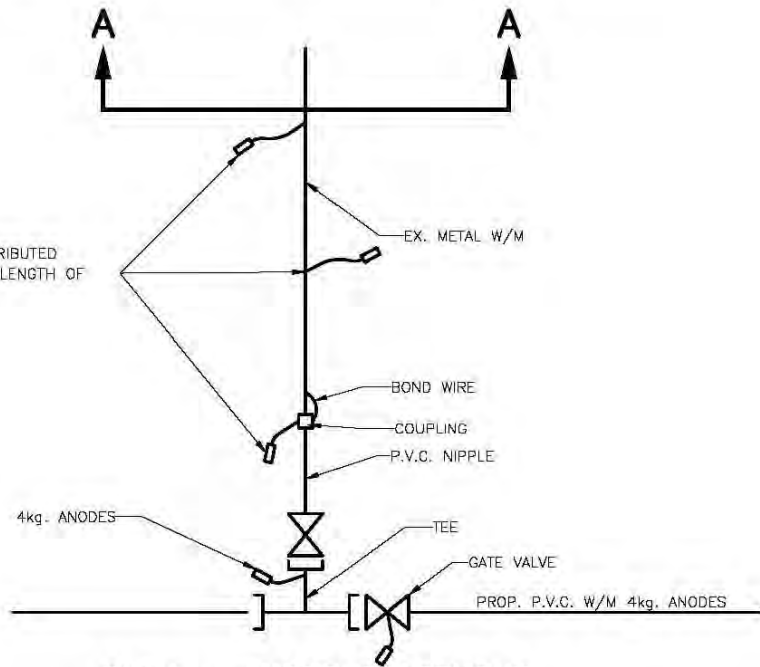 A A
RIBUTED
LENGTH OF
EX. METAL W/M
BOND WIRE
COUPLING
P.V.C. NIPPLE
4kg. ANODES
TEE
GATE VALVE
PROP. P.V.C. W/M 4kg. ANODES